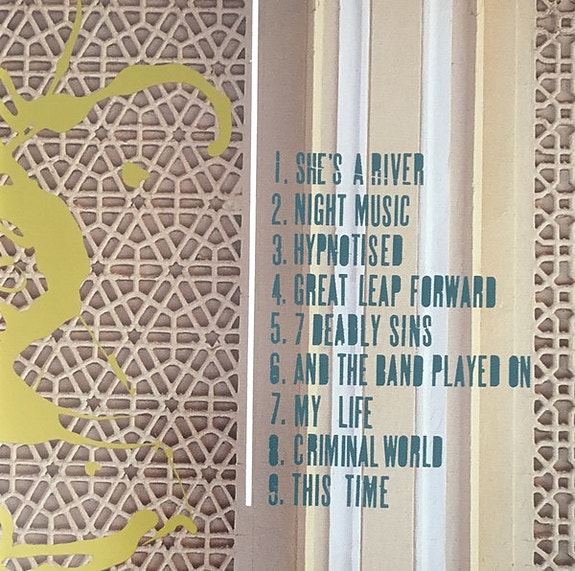 1. SHE'S A RIVER
2. NIGHT MUSIC
3. HYPNOTISED
4. GREAT LEAP FORWARD
5. 7 DEADLY SINS
6. AND THE BAND PLAYED ON
7. MY LIFE
8. CRIMINAL WORLD
9. THIS TIME